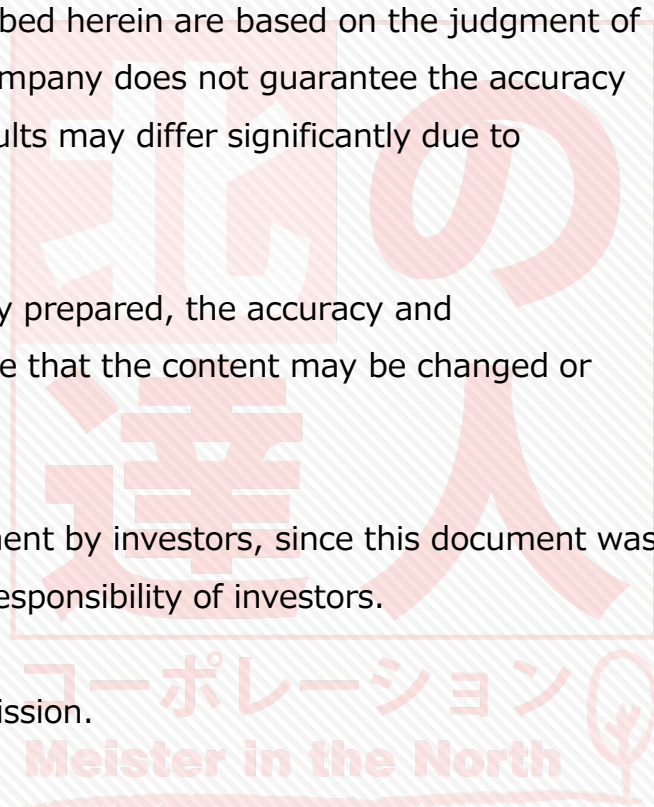 bed herein are based on the judgment of
mpany does not guarantee the accuracy
ults may differ significantly due to
y prepared, the accuracy and
e that the content may be changed or
nent by investors, since this document was
esponsibility of investors.
ission.
北の
達人
コーポレーション
Meister in the North